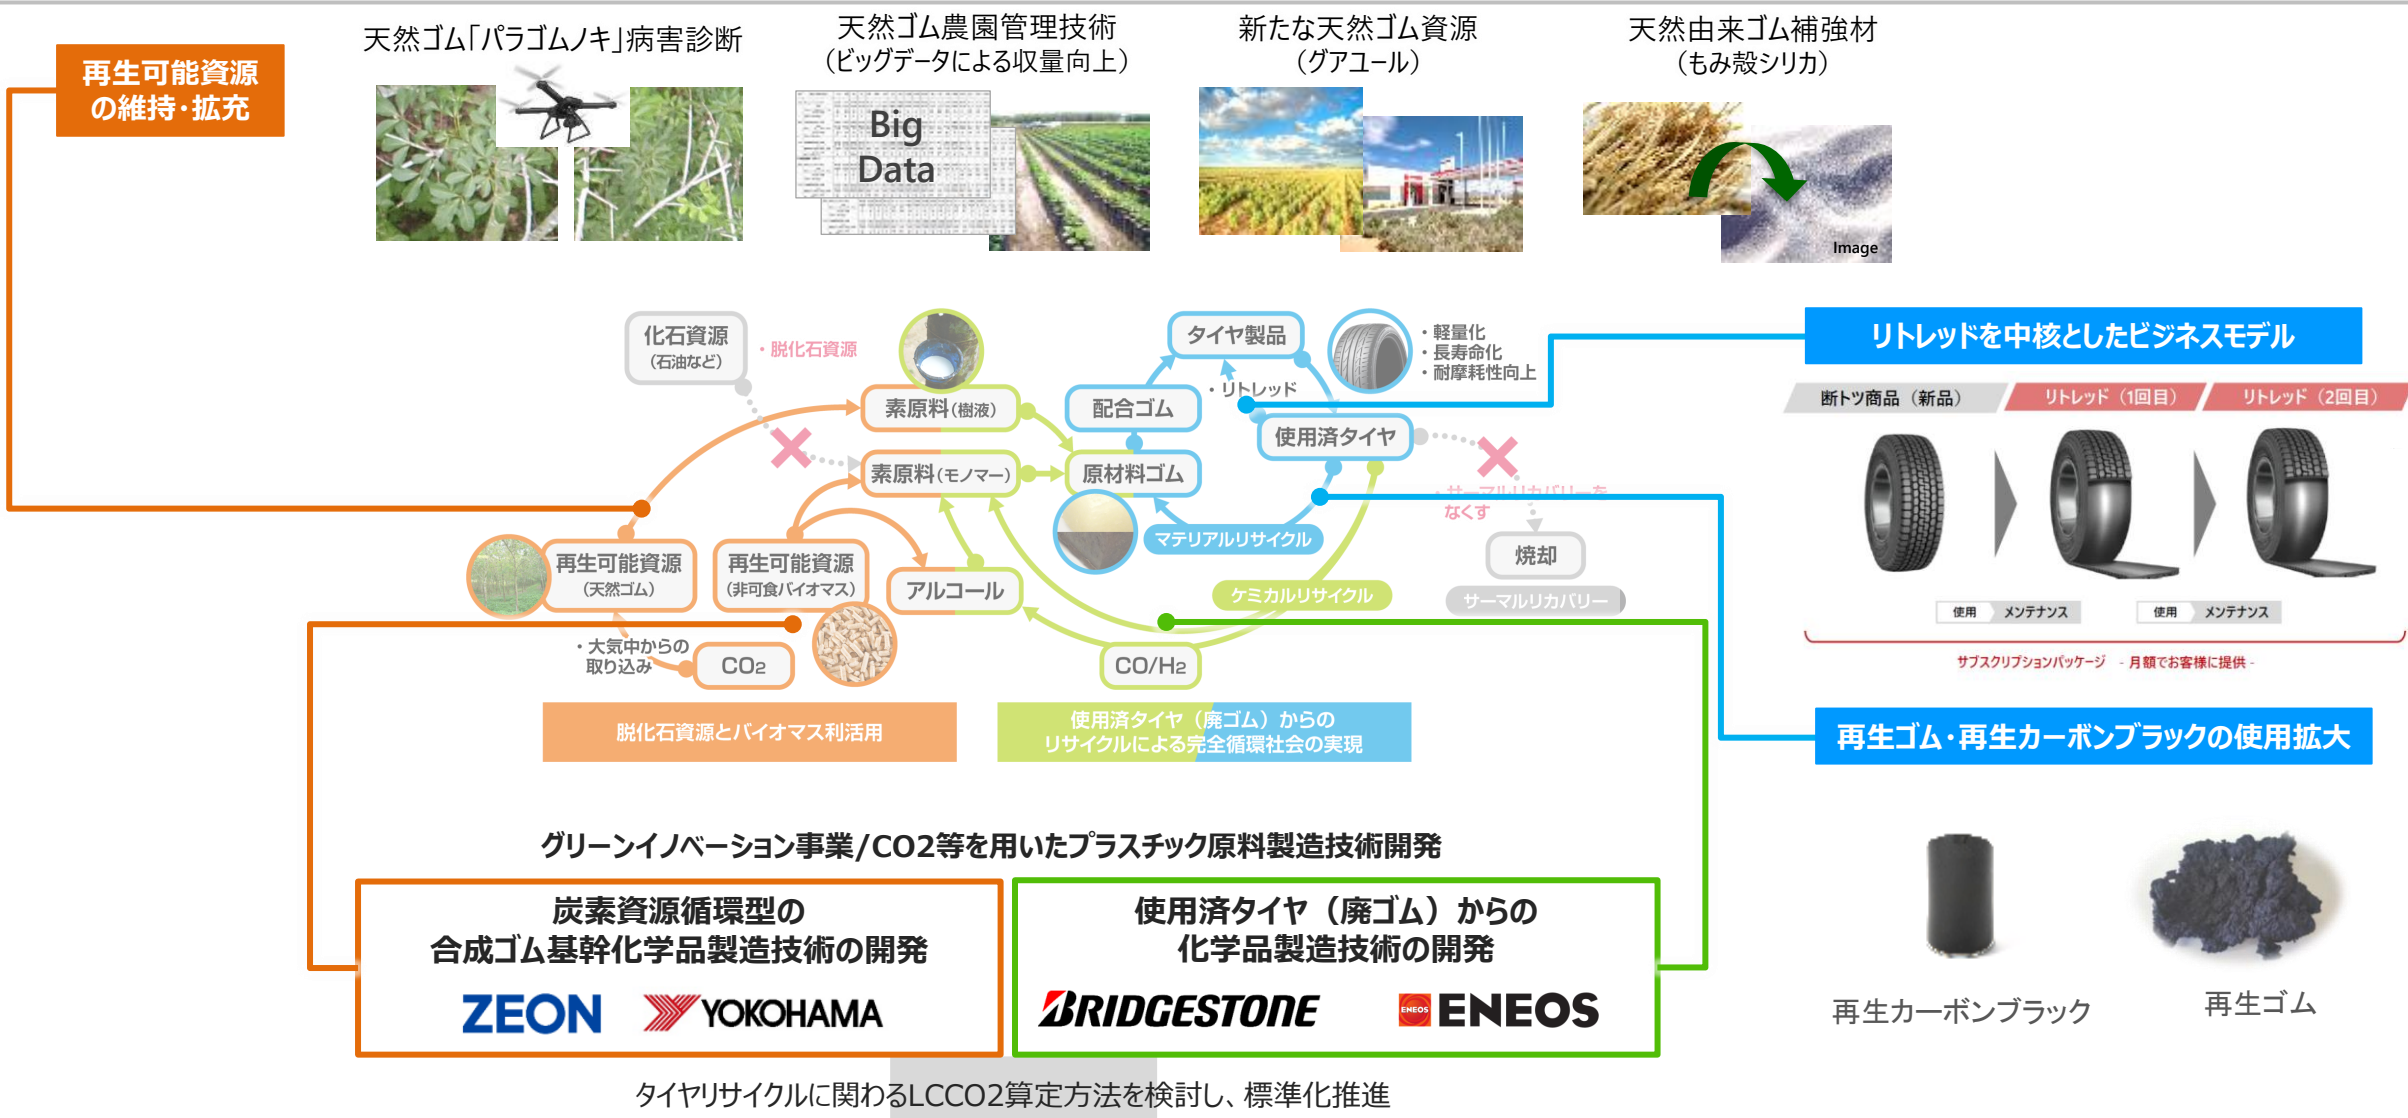 再生可能資源
の維持・拡充
天然ゴム「パラゴムノキ」病害診断
天然ゴム農園管理技術
(ビッグデータによる収量向上)
新たな天然ゴム資源
(グアユール)
天然由来ゴム補強材
(もみ殻シリカ)
Big
Data
Image
化石資源
(石油など)
・脱化石資源
素原料(樹液)
素原料(モノマー)
配合ゴム
原材料ゴム
タイヤ製品
・リトレッド
・軽量化
・長寿命化
・耐摩耗性向上
使用済タイヤ
・サーマルリカバリーを
なくす
マテリアルリサイクル
焼却
サーマルリカバリー
ケミカルリサイクル
再生可能資源
(天然ゴム)
再生可能資源
(非可食バイオマス)
アルコール
・大気中からの
取り込み
CO2
CO/H2
脱化石資源とバイオマス利活用
使用済タイヤ（廃ゴム）からの
リサイクルによる完全循環社会の実現
リトレッドを中核としたビジネスモデル
断トツ商品（新品）
リトレッド（1回目）
リトレッド（2回目）
使用 メンテナンス
使用 メンテナンス
サブスクリプションパッケージ - 月額でお客様に提供 -
再生ゴム・再生カーボンブラックの使用拡大
再生カーボンブラック
再生ゴム
グリーンイノベーション事業/CO2等を用いたプラスチック原料製造技術開発
炭素資源循環型の
合成ゴム基幹化学品製造技術の開発
ZEON
YOKOHAMA
使用済タイヤ（廃ゴム）からの
化学品製造技術の開発
BRIDGESTONE
ENEOS
ENEOS
タイヤリサイクルに関わるLCCO2算定方法を検討し、標準化推進